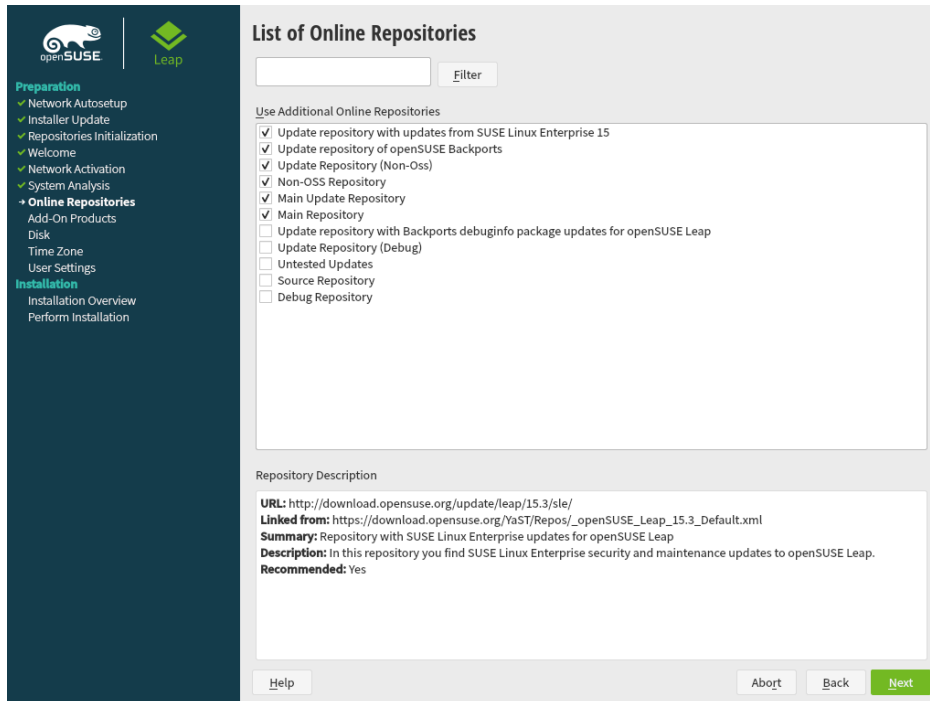 openSUSE.
Leap
Preparation
Network Autosetup
Installer Update
Repositories Initialization
Welcome
Network Activation
System Analysis
Online Repositories
Add-On Products
Disk
Time Zone
User Settings
Installation
Installation Overview
Perform Installation
List of Online Repositories
Filter
Use Additional Online Repositories
Update repository with updates from SUSE Linux Enterprise 15
Update repository of openSUSE Backports
Update Repository (Non-Oss)
Non-OSS Repository
Main Update Repository
Main Repository
Update repository with Backports debuginfo package updates for openSUSE Leap
Update Repository (Debug)
Untested Updates
Source Repository
Debug Repository
Repository Description
URL: http://download.opensuse.org/update/leap/15.3/sle/
Linked from: https://download.opensuse.org/YaST/Repos/_openSUSE_Leap_15.3_Default.xml
Summary: Repository with SUSE Linux Enterprise updates for openSUSE Leap
Description: In this repository you find SUSE Linux Enterprise security and maintenance updates to openSUSE Leap.
Recommended: Yes
Help
Abort
Back
Next